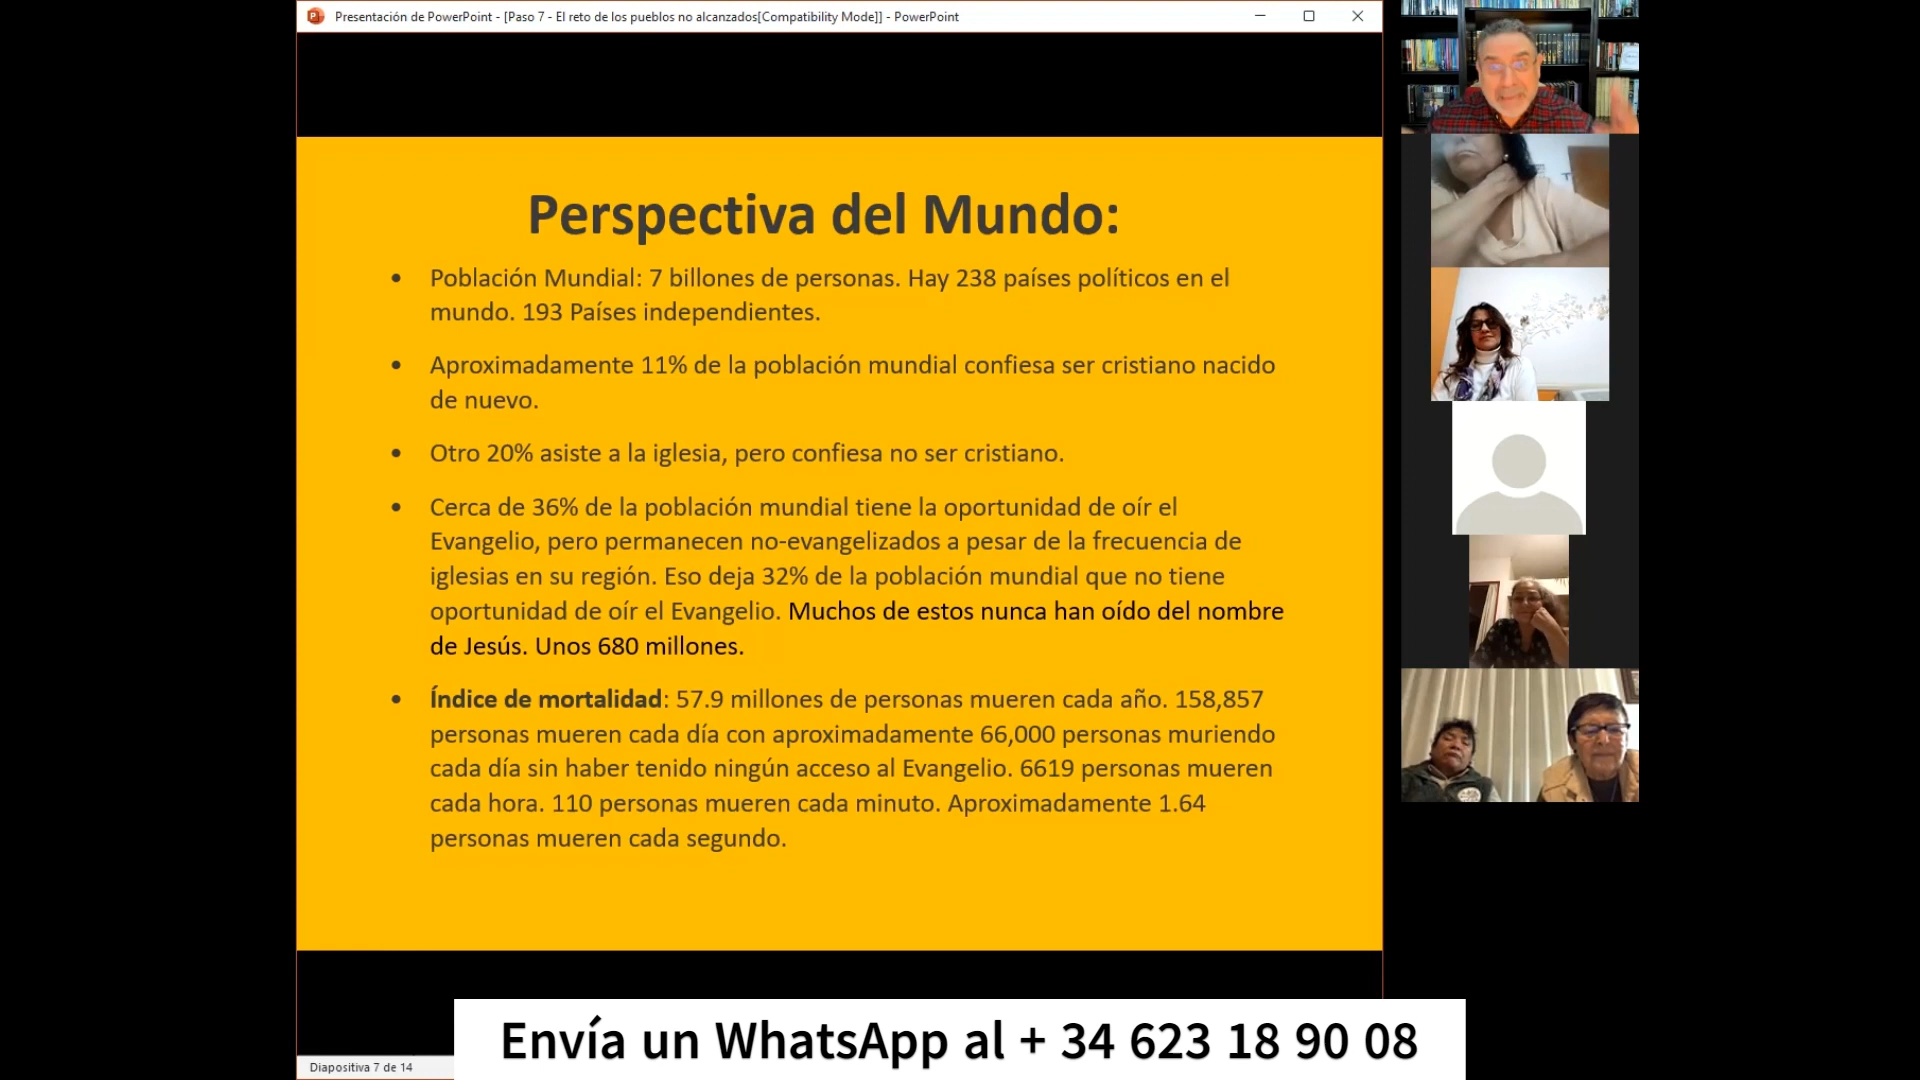 Presentación de PowerPoint - [Paso 7 - El reto de los pueblos no alcanzados[Compatibility Mode]] - PowerPoint
Perspectiva del Mundo:
• Población Mundial: 7 billones de personas. Hay 238 países políticos en el
mundo. 193 Países independientes.
• Aproximadamente 11% de la población mundial confiesa ser cristiano nacido
de nuevo.
• Otro 20% asiste a la iglesia, pero confiesa no ser cristiano.
• Cerca de 36% de la población mundial tiene la oportunidad de oír el
Evangelio, pero permanecen no-evangelizados a pesar de la frecuencia de
iglesias en su región. Eso deja 32% de la población mundial que no tiene
oportunidad de oír el Evangelio. Muchos de estos nunca han oído del nombre
de Jesús. Unos 680 millones.
• Índice de mortalidad: 57.9 millones de personas mueren cada año. 158,857
personas mueren cada día con aproximadamente 66,000 personas muriendo
cada día sin haber tenido ningún acceso al Evangelio. 6619 personas mueren
cada hora. 110 personas mueren cada minuto. Aproximadamente 1.64
personas mueren cada segundo.
Envía un WhatsApp al + 34 623 18 90 08
Diapositiva 7 de 14